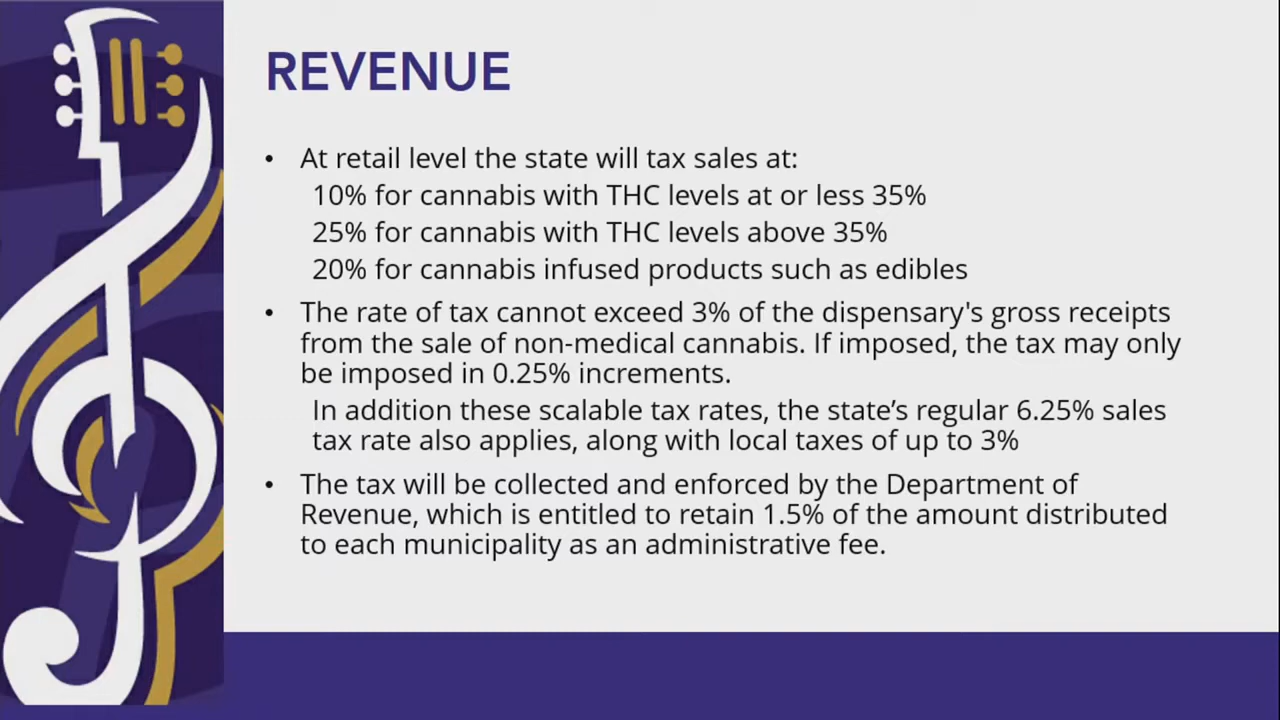 REVENUE
• At retail level the state will tax sales at:
10% for cannabis with THC levels at or less 35%
25% for cannabis with THC levels above 35%
20% for cannabis infused products such as edibles
• The rate of tax cannot exceed 3% of the dispensary's gross receipts
from the sale of non-medical cannabis. If imposed, the tax may only
be imposed in 0.25% increments.
In addition these scalable tax rates, the state’s regular 6.25% sales
tax rate also applies, along with local taxes of up to 3%
• The tax will be collected and enforced by the Department of
Revenue, which is entitled to retain 1.5% of the amount distributed
to each municipality as an administrative fee.